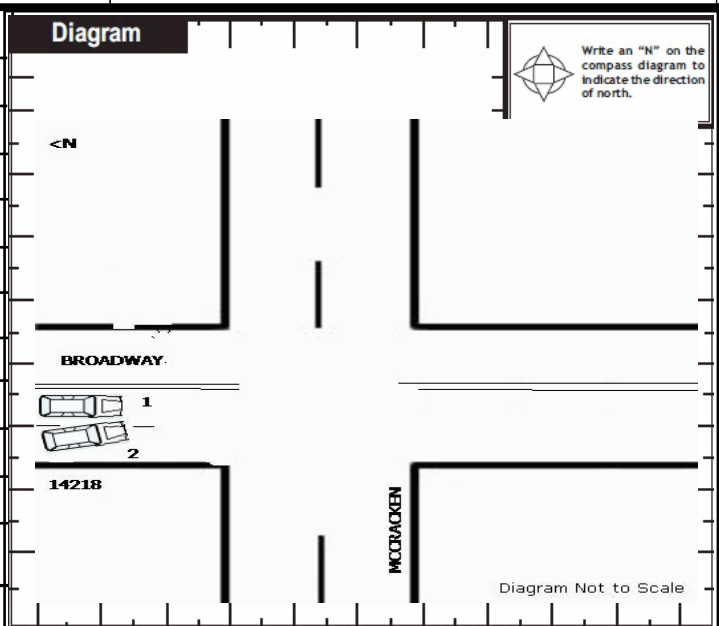 Diagram
Write an “N” on the
compass diagram to
indicate the direction
of north.
<N
BROADWAY
1
2
14218
MCCRACKEN
Diagram Not to Scale